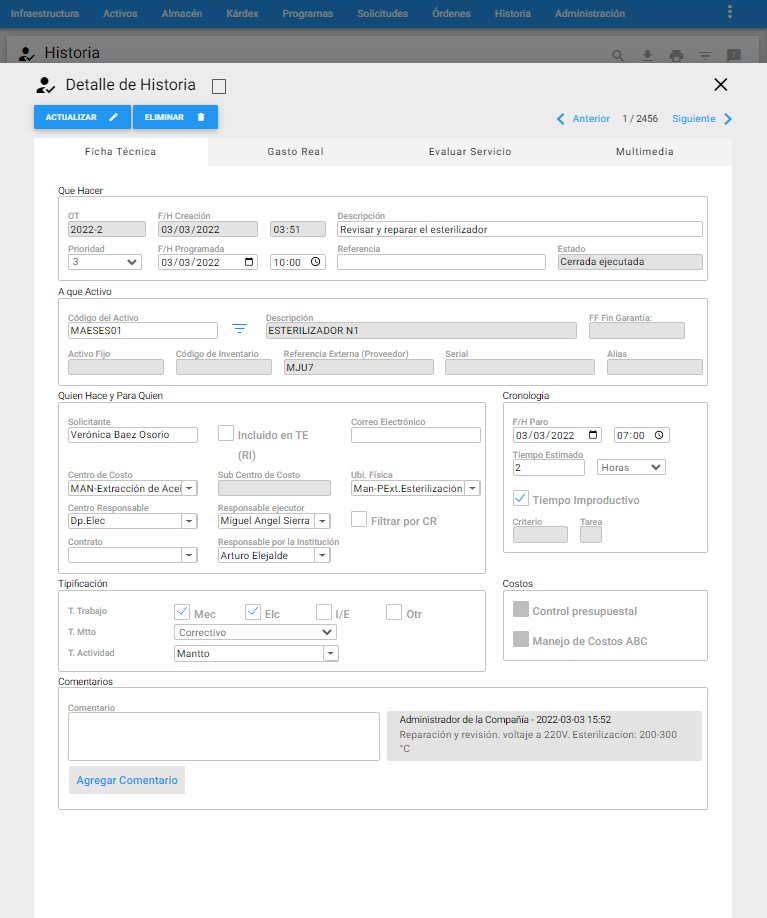 Infraestructura Activos Almacén Kárdex Programas Solicitudes Órdenes Historia Administración
Historia
Detalle de Historia
ACTUALIZAR ELIMINAR
Anterior 1 / 2456 Siguiente
Ficha Técnica Gasto Real Evaluar Servicio Multimedia
Que Hacer
OT F/H Creación Descripción
2022-2 03/03/2022 03:51 Revisar y reparar el esterilizador
Prioridad F/H Programada Referencia Estado
3 03/03/2022 10:00 Cerrada ejecutada
A que Activo
Código del Activo Descripción FF Fin Garantía:
MAESES01 ESTERILIZADOR N1
Activo Fijo Código de Inventario Referencia Externa (Proveedor) Serial Alias
MJU7
Quien Hace y Para Quien
Solicitante Correo Electrónico
Verónica Baez Osorio Incluido en TE
(RI)
Centro de Costo Sub Centro de Costo Ubi. Física
MAN-Extracción de Acei Man-PExt.Esterilización
Centro Responsable Responsable ejecutor
Dp.Elec Miguel Angel Sierra Filtrar por CR
Contrato Responsable por la Institución
Arturo Elejalde
Cronología
F/H Paro
03/03/2022 07:00
Tiempo Estimado
2 Horas
Tiempo Improductivo
Criterio Tarea
Tipificación
T. Trabajo Mec Elc I/E Otr
T. Mtto Correctivo
T. Actividad Mantto
Costos
Control presupuestal
Manejo de Costos ABC
Comentarios
Comentario
Administrador de la Compañía - 2022-03-03 15:52
Reparación y revisión. voltaje a 220V. Esterilizacion: 200-300
°C
Agregar Comentario